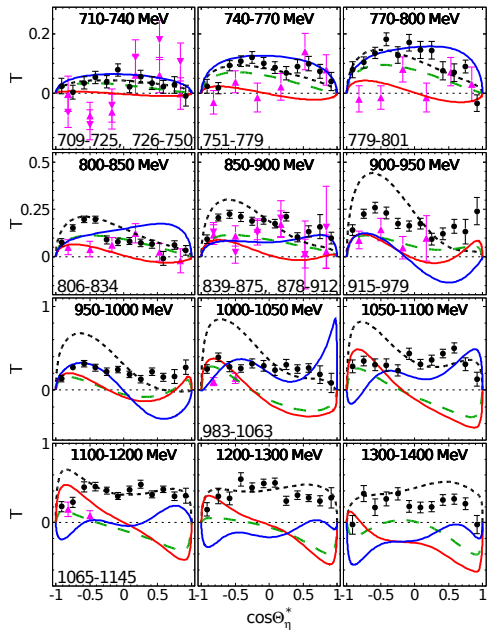 710-740 MeV 740-770 MeV 770-800 MeV
0.2
T
0
709-725, 726-750 751-779 779-801
800-850 MeV 850-900 MeV 900-950 MeV
0.5
T
0.25
0
806-834 839-875, 878-912 915-979
950-1000 MeV 1000-1050 MeV 1050-1100 MeV
1
T
0
983-1063
1100-1200 MeV 1200-1300 MeV 1300-1400 MeV
1
T
0
1065-1145
-1 -0.5 0 0.5 1 -1 -0.5 0 0.5 1 -1 -0.5 0 0.5 1
cosΘ*η